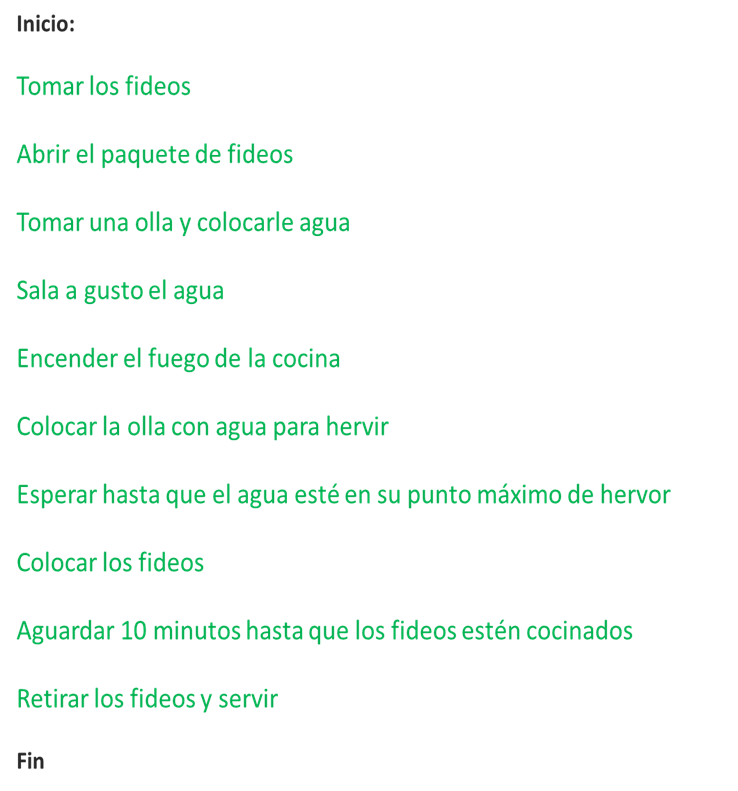 Inicio:
Tomar los fideos
Abrir el paquete de fideos
Tomar una olla y colocarle agua
Sala a gusto el agua
Encender el fuego de la cocina
Colocar la olla con agua para hervir
Esperar hasta que el agua esté en su punto máximo de hervor
Colocar los fideos
Aguardar 10 minutos hasta que los fideos estén cocinados
Retirar los fideos y servir
Fin